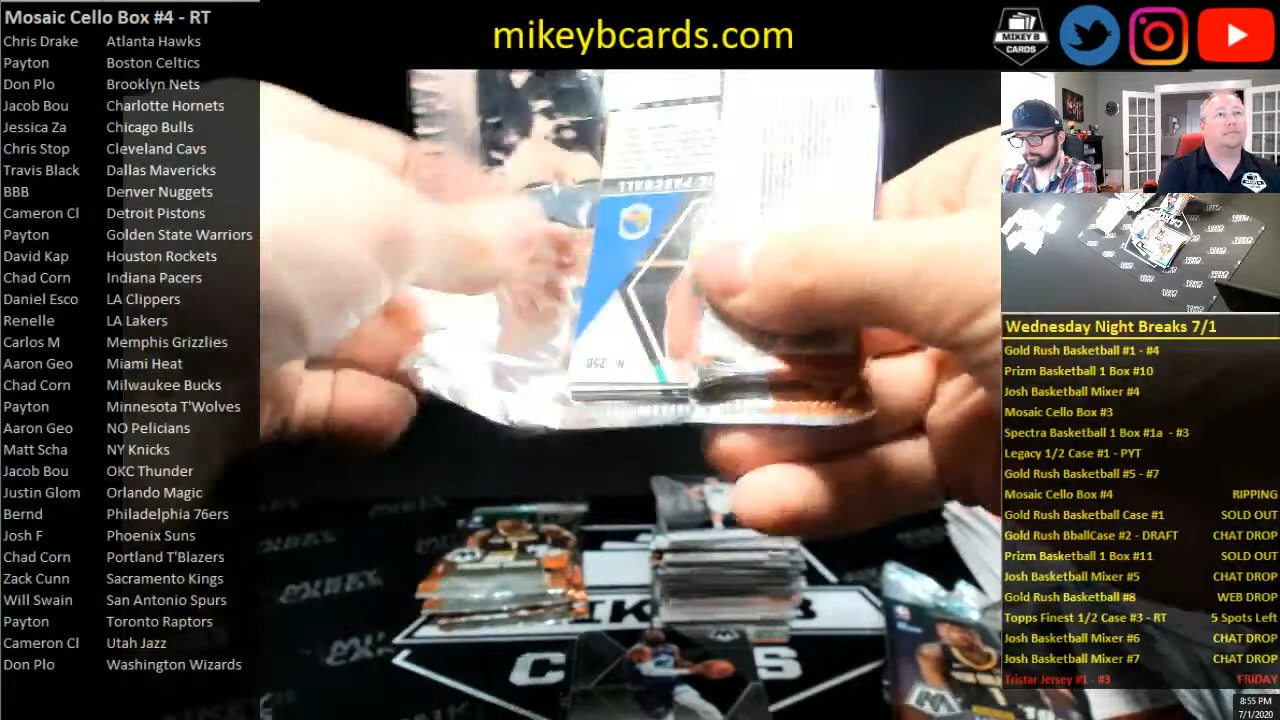 Mosaic Cello Box #4 - RT
Chris Drake Atlanta Hawks
Payton Boston Celtics
Don Plo Brooklyn Nets
Jacob Bou Charlotte Hornets
Jessica Za Chicago Bulls
Chris Stop Cleveland Cavs
Travis Black Dallas Mavericks
BBB Denver Nuggets
Cameron Cl Detroit Pistons
Payton Golden State Warriors
David Kap Houston Rockets
Chad Corn Indiana Pacers
Daniel Esco LA Clippers
Renelle LA Lakers
Carlos M Memphis Grizzlies
Aaron Geo Miami Heat
Chad Corn Milwaukee Bucks
Payton Minnesota T'Wolves
Aaron Geo NO Pelicians
Matt Scha NY Knicks
Jacob Bou OKC Thunder
Justin Glom Orlando Magic
Bernd Philadelphia 76ers
Josh F Phoenix Suns
Chad Corn Portland T'Blazers
Zack Cunn Sacramento Kings
Will Swain San Antonio Spurs
Payton Toronto Raptors
Cameron Cl Utah Jazz
Don Plo Washington Wizards
mikeybcards.com
MIKEY B
CARDS
Wednesday Night Breaks 7/1
Gold Rush Basketball #1 - #4
Prizm Basketball 1 Box #10
Josh Basketball Mixer #4
Mosaic Cello Box #3
Spectra Basketball 1 Box #1a - #3
Legacy 1/2 Case #1 - PYT
Gold Rush Basketball #5 - #7
Mosaic Cello Box #4 RIPPING
Gold Rush Basketball Case #1 SOLD OUT
Gold Rush BballCase #2 - DRAFT CHAT DROP
Prizm Basketball 1 Box #11 SOLD OUT
Josh Basketball Mixer #5 CHAT DROP
Gold Rush Basketball #8 WEB DROP
Topps Finest 1/2 Case #3 - RT 5 Spots Left
Josh Basketball Mixer #6 CHAT DROP
Josh Basketball Mixer #7 CHAT DROP
Tristar Jersey #1 - #3 FRIDAY
8:55 PM
7/1/2020